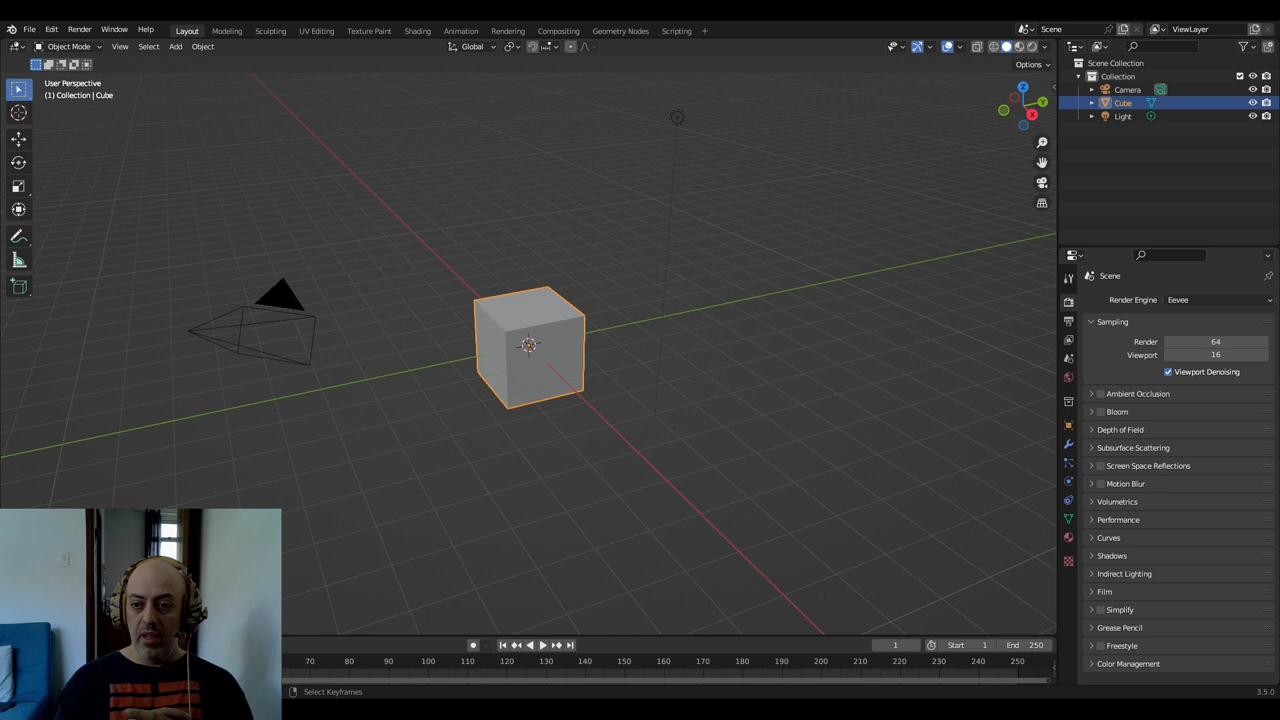 File Edit Render Window Help Layout Modeling Sculpting UV Editing Texture Paint Shading Animation Rendering Compositing Geometry Nodes Scripting + Scene ViewLayer
Object Mode View Select Add Object Global
Options
User Perspective
(1) Collection | Cube
Z
Y
X
Scene Collection
Collection
Camera
Cube
Light
Scene
Render Engine Eevee
Sampling
Render 64
Viewport 16
Viewport Denoising
Ambient Occlusion
Bloom
Depth of Field
Subsurface Scattering
Screen Space Reflections
Motion Blur
Volumetrics
Performance
Curves
Shadows
Indirect Lighting
Film
Simplify
Grease Pencil
Freestyle
Color Management
1 Start 1 End 250
70 80 90 100 110 120 130 140 150 160 170 180 190 200 210 220 230 240 250
Select Keyframes 3.5.0